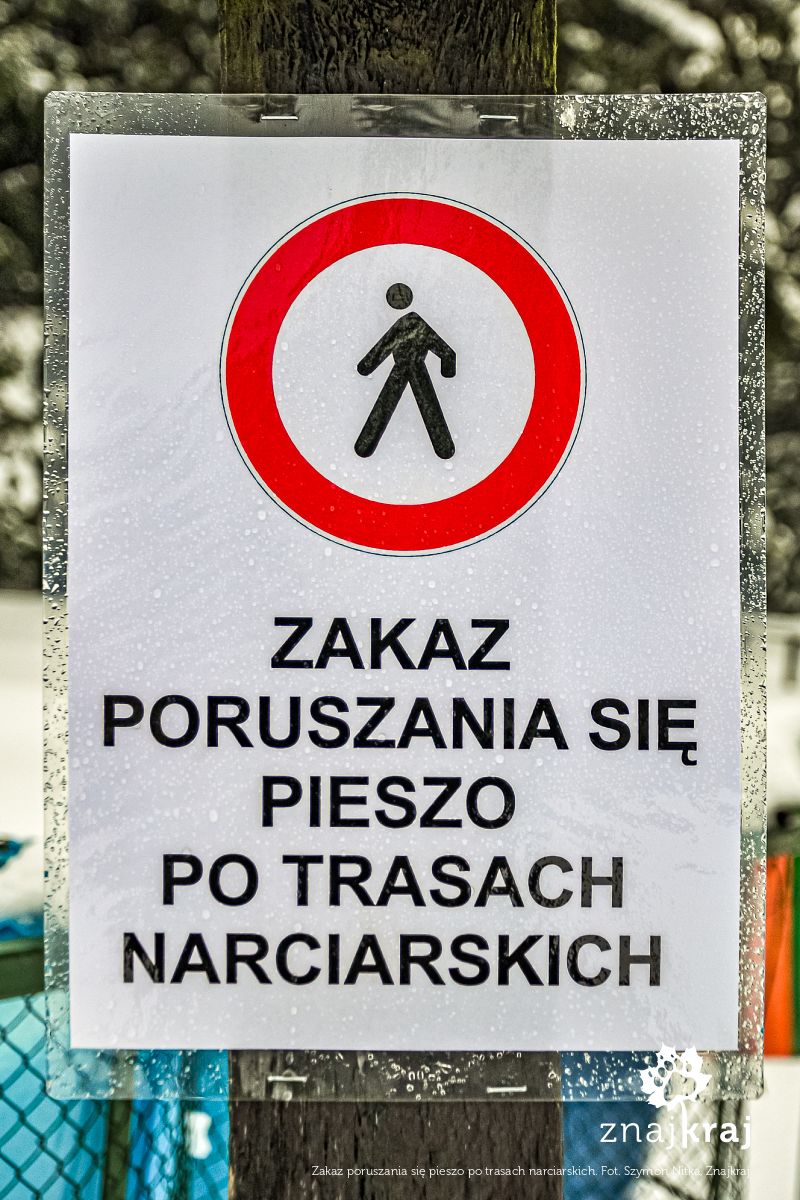 ZAKAZ
PORUSZANIA SIĘ
PIESZO
PO TRASACH
NARCIARSKICH
znajkraj
Zakaz poruszania się pieszo po trasach narciarskich. Fot. Szymon Nitka, Znajkraj